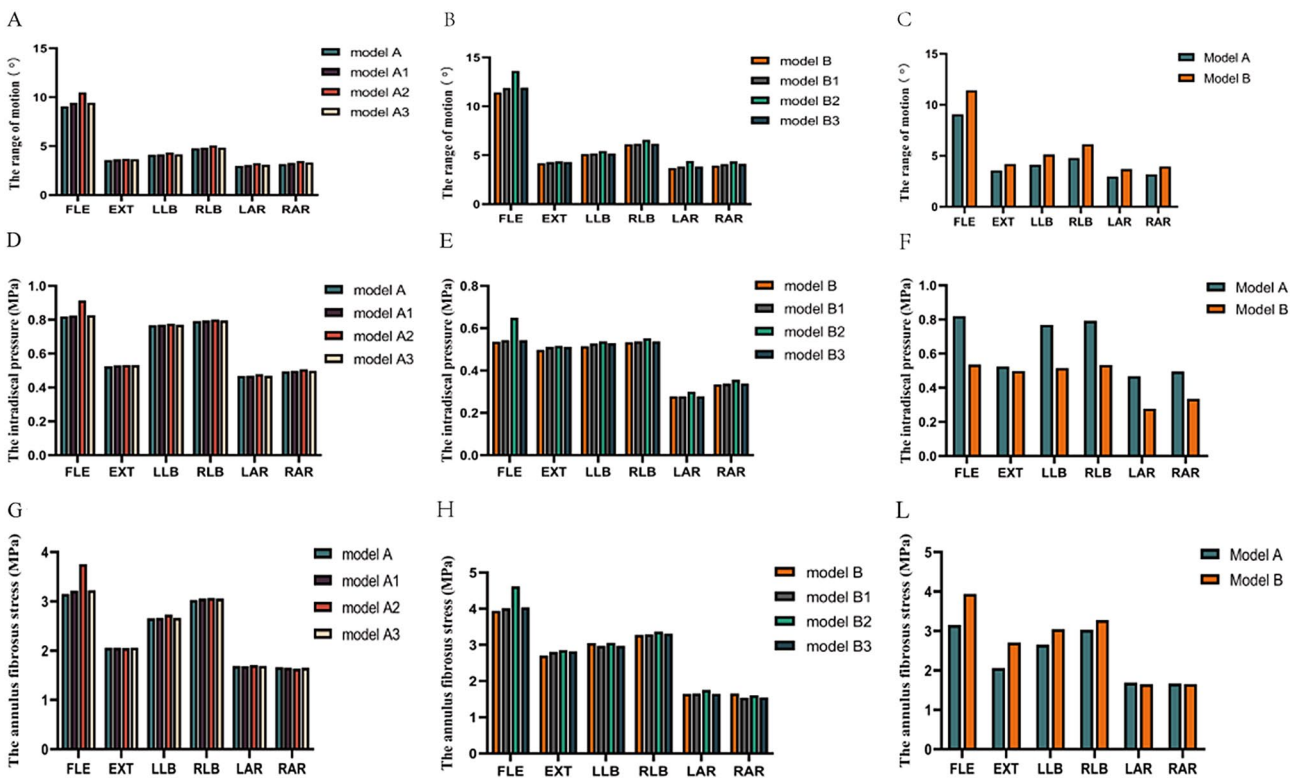 A
The range of motion（°）
15
10
5
0
FLE EXT LLB RLB LAR RAR
model A
model A1
model A2
model A3
B
The range of motion（°）
15
10
5
0
FLE EXT LLB RLB LAR RAR
model B
model B1
model B2
model B3
C
The range of motion（°）
15
10
5
0
FLE EXT LLB RLB LAR RAR
Model A
Model B
D
The intradiscal pressure (MPa)
1.0
0.8
0.6
0.4
0.2
0.0
FLE EXT LLB RLB LAR RAR
model A
model A1
model A2
model A3
E
The intradiscal pressure (MPa)
0.8
0.6
0.4
0.2
0.0
FLE EXT LLB RLB LAR RAR
model B
model B1
model B2
model B3
F
The intradiscal pressure (MPa)
1.0
0.8
0.6
0.4
0.2
0.0
FLE EXT LLB RLB LAR RAR
Model A
Model B
G
The annulus fibrosus stress (MPa)
4
3
2
1
0
FLE EXT LLB RLB LAR RAR
model A
model A1
model A2
model A3
H
The annulus fibrosus stress (MPa)
5
4
3
2
1
0
FLE EXT LLB RLB LAR RAR
model B
model B1
model B2
model B3
L
The annulus fibrosus stress (MPa)
5
4
3
2
1
0
FLE EXT LLB RLB LAR RAR
Model A
Model B